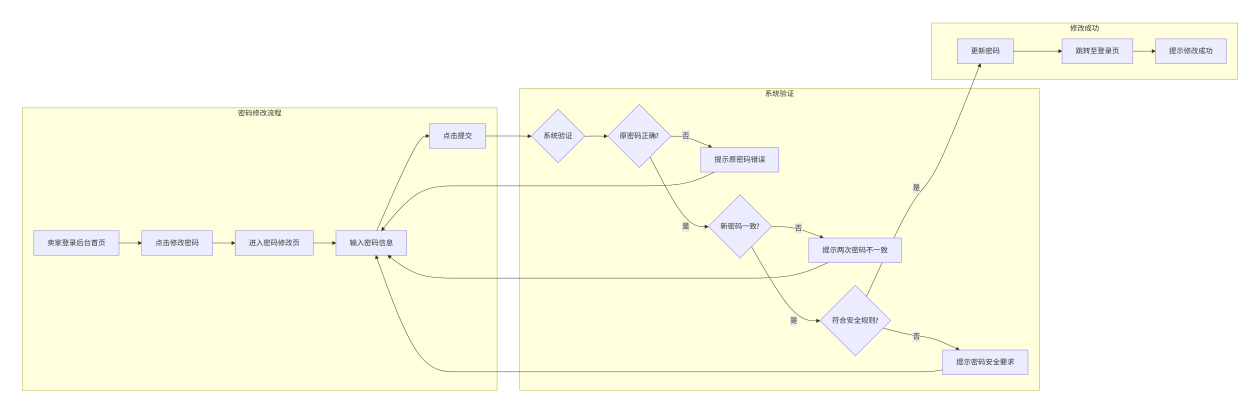 密码修改流程
卖家登录后台首页
点击修改密码
进入密码修改页
输入密码信息
点击提交
系统验证
系统验证
原密码正确?
否
提示原密码错误
是
新密码一致?
否
提示两次密码不一致
是
符合安全规则?
否
提示密码安全要求
是
修改成功
更新密码
跳转至登录页
提示修改成功